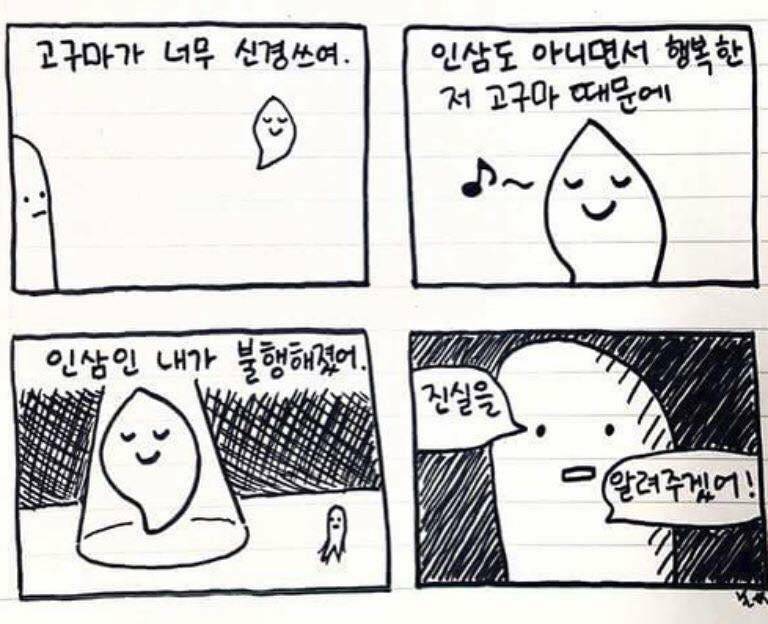 고구마가 너무 신경쓰여.
인삼도 아니면서 행복한
저 고구마 때문에
인삼인 내가 불행해졌어.
진실을
알려주겠어!